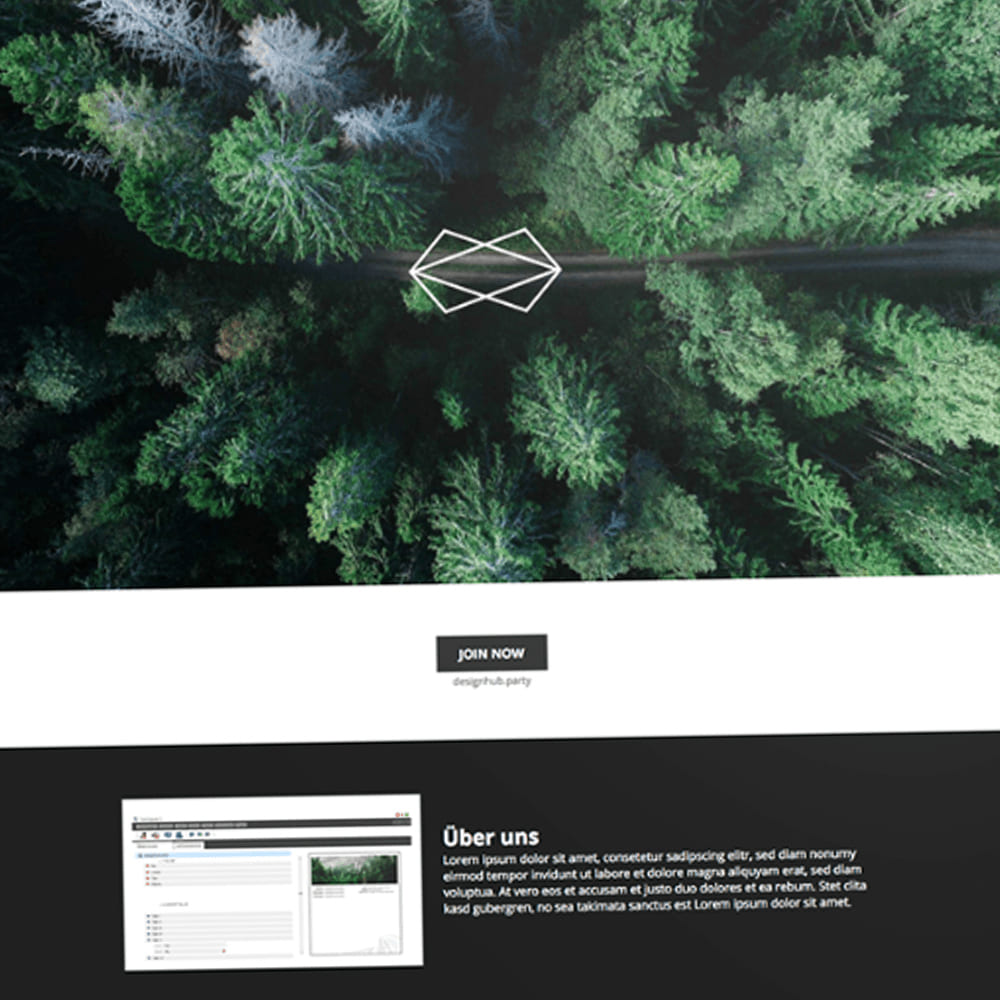 JOIN NOW
designhub.party
Über uns
Lorem ipsum dolor sit amet, consetetur sadipscing elitr, sed diam nonumy
eirmod tempor invidunt ut labore et dolore magna aliquyam erat, sed diam
voluptua. At vero eos et accusam et justo duo dolores et ea rebum. Stet clita
kasd gubergren, no sea takimata sanctus est Lorem ipsum dolor sit amet.